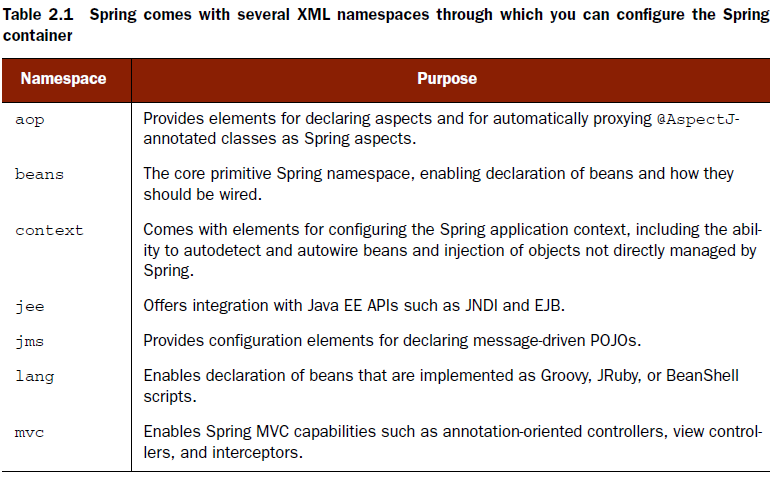 Table 2.1 Spring comes with several XML namespaces through which you can configure the Spring
container
Namespace Purpose
aop Provides elements for declaring aspects and for automatically proxying @AspectJ-
annotated classes as Spring aspects.
beans The core primitive Spring namespace, enabling declaration of beans and how they
should be wired.
context Comes with elements for configuring the Spring application context, including the abil-
ity to autodetect and autowire beans and injection of objects not directly managed by
Spring.
jee Offers integration with Java EE APIs such as JNDI and EJB.
jms Provides configuration elements for declaring message-driven POJOs.
lang Enables declaration of beans that are implemented as Groovy, JRuby, or BeanShell
scripts.
mvc Enables Spring MVC capabilities such as annotation-oriented controllers, view control-
lers, and interceptors.